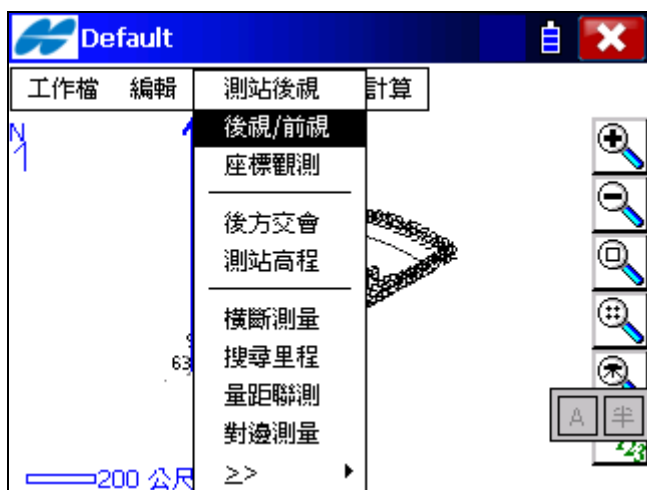 Default
工作檔 編輯 計算
測站後視
後視/前視
座標觀測
後方交會
測站高程
橫斷測量
搜尋里程
量距聯測
對邊測量
>>
N
63
A 半
123
200 公尺